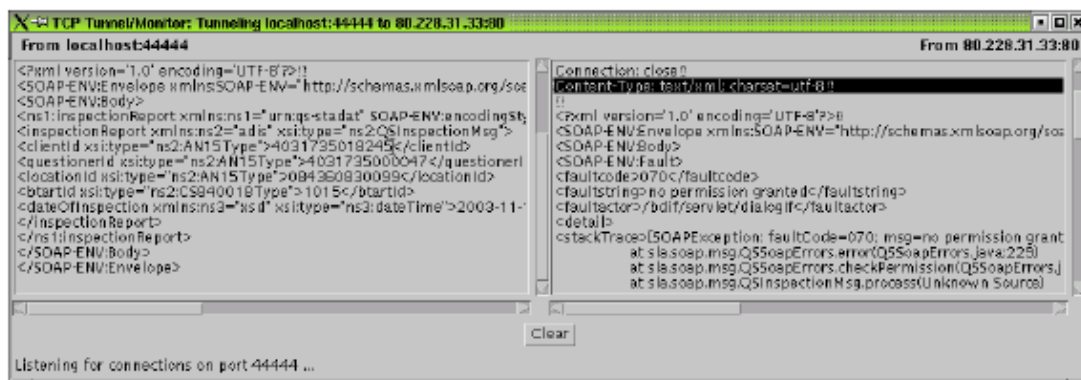 TCP Tunnel/Monitor: Tunneling localhost:44444 to 80.228.31.33:80
From localhost:44444
From 80.228.31.33:80
<?xml version='1.0' encoding='UTF-8'?>
<SOAP-ENV:Envelope xmlns:SOAP-ENV="http://schemas.xmlsoap.org/soa
<SOAP-ENV:Body>
<ns1:inspectionReport xmlns:ns1="urn:qs-stadat" SOAP-ENV:encodingSty
<inspectionReport xmlns:ns2="adis" xsi:type="ns2:QSInspectionMsg">
<clientId xsi:type="ns2:AN15Type">4031735018245</clientId>
<questionerId xsi:type="ns2:AN15Type">4031735000047</questionerI
<locationId xsi:type="ns2:AN15Type">084360830099</locationId>
<btartId xsi:type="ns2:CS940018Type">1015</btartId>
<dateOfInspection xmlns:ns3="xsd" xsi:type="ns3:dateTime">2003-11-
</inspectionReport>
</ns1:inspectionReport>
</SOAP-ENV:Body>
</SOAP-ENV:Envelope>
Connection: close
Content-Type: text/xml; charset=utf-8
<?xml version='1.0' encoding='UTF-8'?>
<SOAP-ENV:Envelope xmlns:SOAP-ENV="http://schemas.xmlsoap.org/soa
<SOAP-ENV:Body>
<SOAP-ENV:Fault>
<faultcode>070</faultcode>
<faultstring>no permission granted</faultstring>
<faultactor>/bdif/servlet/dialogIf</faultactor>
<detail>
<stackTrace>[SOAPException: faultCode=070; msg=no permission grant
at sla.soap.msg.QSSoapErrors.error(QSSoapErrors.java:225)
at sla.soap.msg.QSSoapErrors.checkPermission(QSSoapErrors.j
at sla.soap.msg.QSInspectionMsg.process(Unknown Source)
Clear
Listening for connections on port 44444 ...